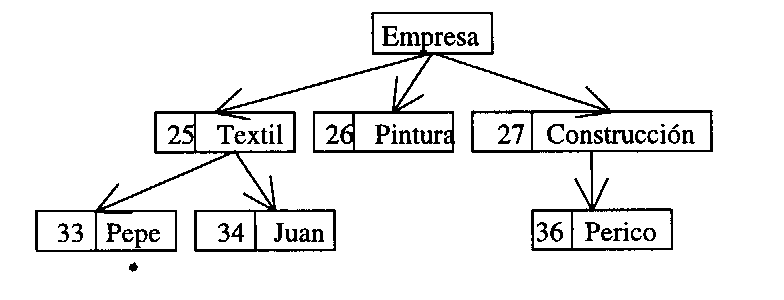 Empresa
25 Textil 26 Pintura 27 Construcción
33 Pepe 34 Juan 36 Perico